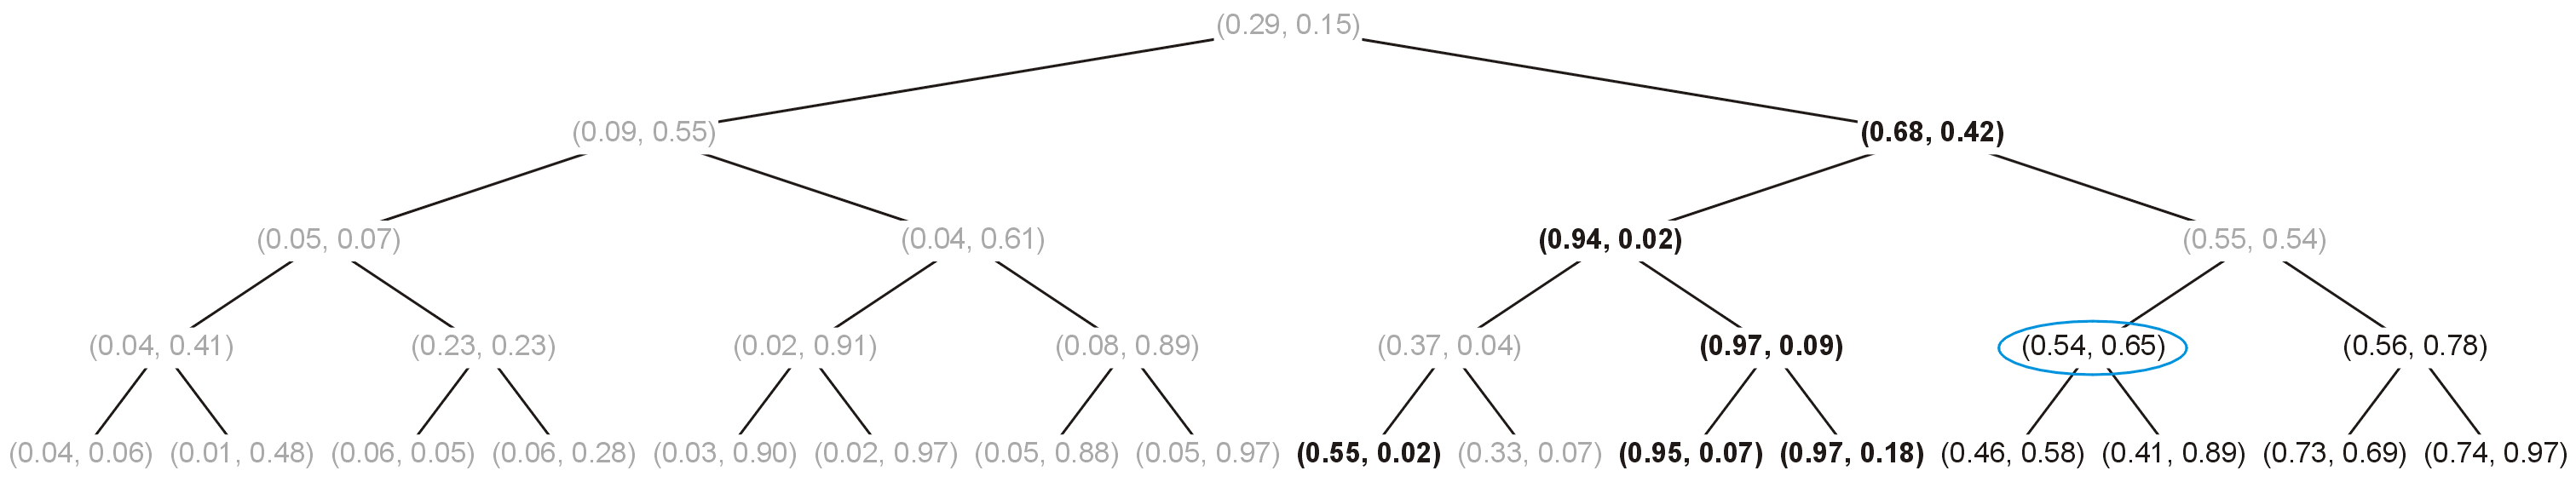 (0.29, 0.15)
(0.09, 0.55) (0.68, 0.42)
(0.05, 0.07) (0.04, 0.61) (0.94, 0.02) (0.55, 0.54)
(0.04, 0.41) (0.23, 0.23) (0.02, 0.91) (0.08, 0.89) (0.37, 0.04) (0.97, 0.09) (0.54, 0.65) (0.56, 0.78)
(0.04, 0.06) (0.01, 0.48) (0.06, 0.05) (0.06, 0.28) (0.03, 0.90) (0.02, 0.97) (0.05, 0.88) (0.05, 0.97) (0.55, 0.02) (0.33, 0.07) (0.95, 0.07) (0.97, 0.18) (0.46, 0.58) (0.41, 0.89) (0.73, 0.69) (0.74, 0.97)